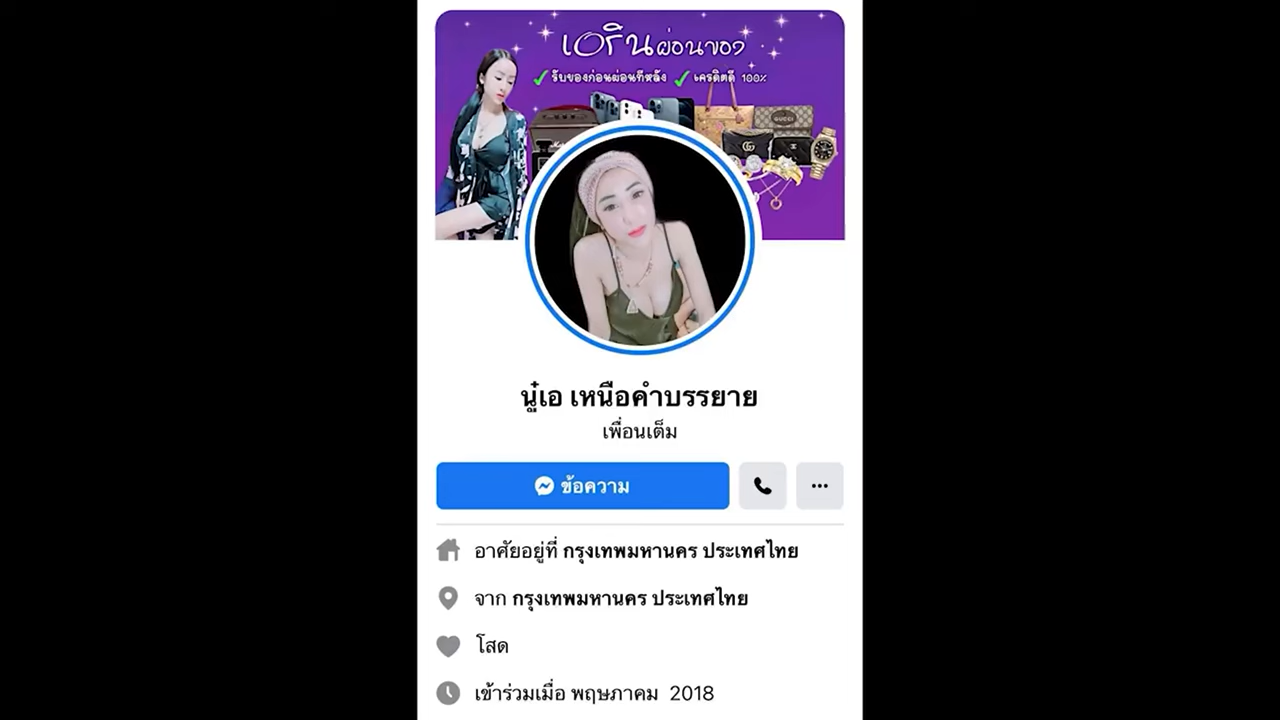 เอรินผ่อนของ
✓รับของก่อนผ่อนทีหลัง ✓เครดิตดี 100%
GUCCI
นู๋เอ เหนือคำบรรยาย
เพื่อนเต็ม
ข้อความ
อาศัยอยู่ที่ กรุงเทพมหานคร ประเทศไทย
จาก กรุงเทพมหานคร ประเทศไทย
โสด
เข้าร่วมเมื่อ พฤษภาคม 2018